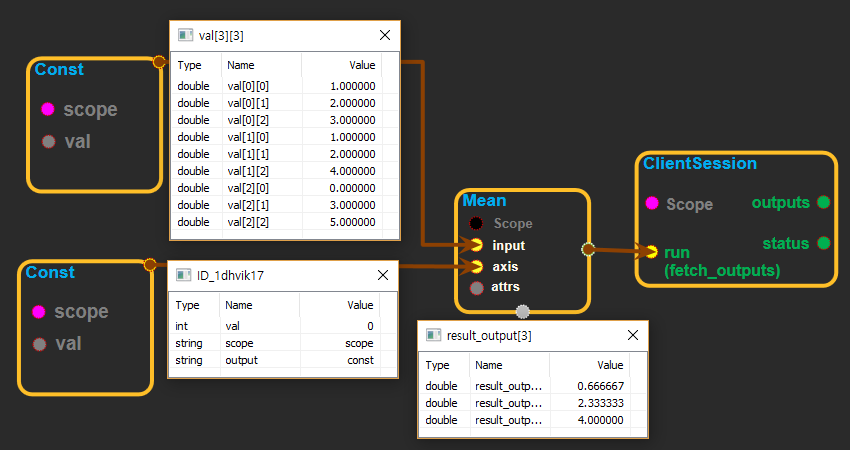 Const
scope
val
val[3][3]
Type Name Value
double val[0][0] 1.000000
double val[0][1] 2.000000
double val[0][2] 3.000000
double val[1][0] 1.000000
double val[1][1] 2.000000
double val[1][2] 4.000000
double val[2][0] 0.000000
double val[2][1] 3.000000
double val[2][2] 5.000000
Const
scope
val
ID_1dhvik17
Type Name Value
int val 0
string scope scope
string output const
Mean
Scope
input
axis
attrs
result_output[3]
Type Name Value
double result_outp... 0.666667
double result_outp... 2.333333
double result_outp... 4.000000
ClientSession
Scope outputs
status
run
(fetch_outputs)